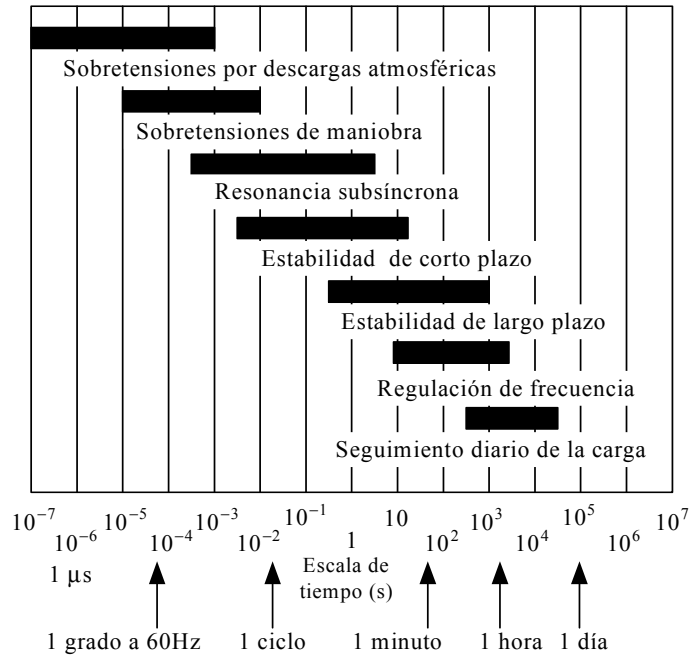 Sobretensiones por descargas atmosféricas
Sobretensiones de maniobra
Resonancia subsíncrona
Estabilidad de corto plazo
Estabilidad de largo plazo
Regulación de frecuencia
Seguimiento diario de la carga
10⁻⁷ 10⁻⁵ 10⁻³ 10⁻¹ 10 10³ 10⁵ 10⁷
10⁻⁶ 10⁻⁴ 10⁻² 1 10² 10⁴ 10⁶
1 μs
Escala de
tiempo (s)
1 grado a 60Hz 1 ciclo 1 minuto 1 hora 1 día